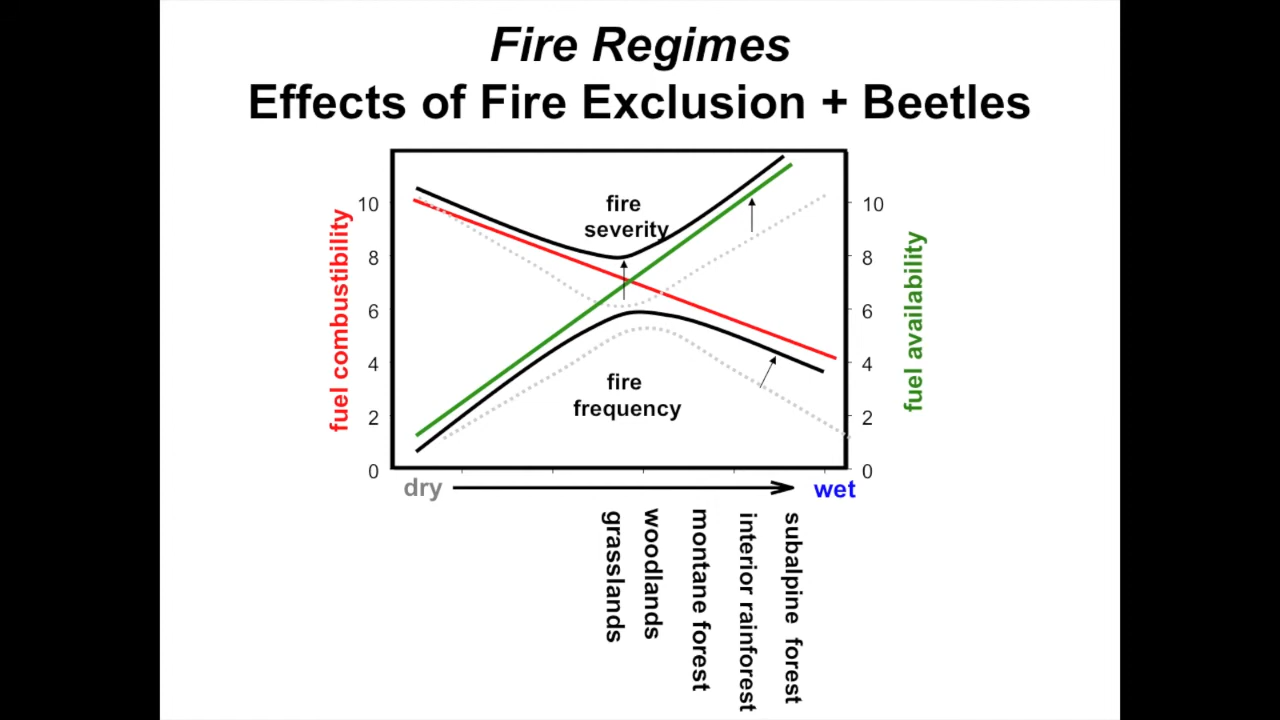 Fire Regimes
Effects of Fire Exclusion + Beetles
fire
severity
fire
frequency
fuel combustibility
10
8
6
4
2
0
10
8
6
4
2
0
fuel availability
dry
wet
grasslands
woodlands
montane forest
interior rainforest
subalpine forest